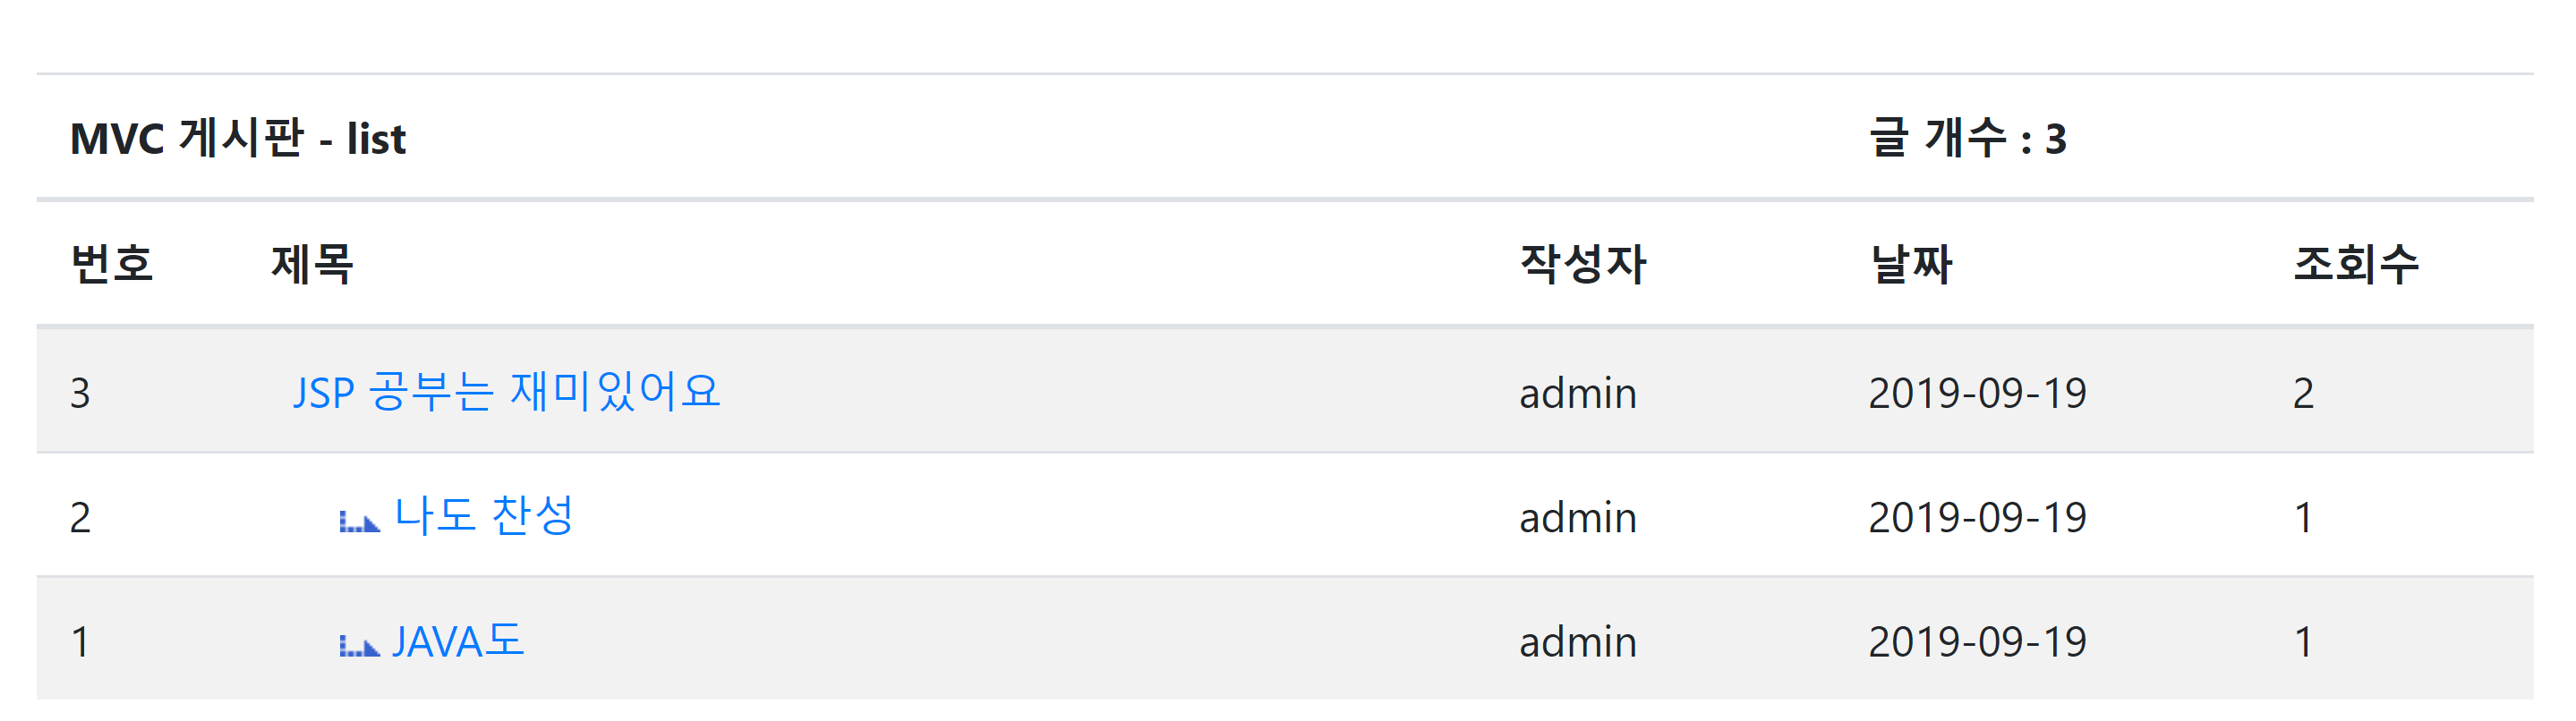 MVC 게시판 - list 글 개수 : 3
번호 제목 작성자 날짜 조회수
3 JSP 공부는 재미있어요 admin 2019-09-19 2
2 나도 찬성 admin 2019-09-19 1
1 JAVA도 admin 2019-09-19 1